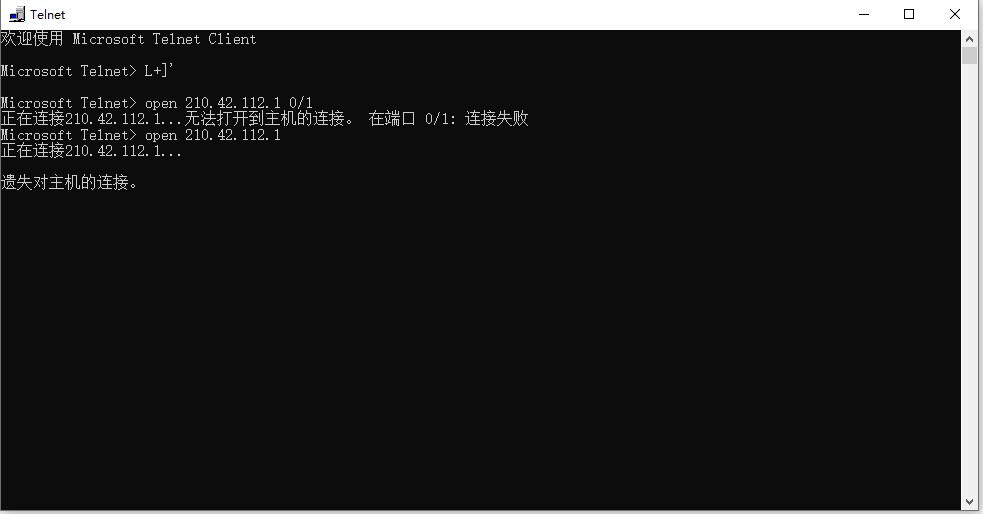 Telnet
欢迎使用 Microsoft Telnet Client
Microsoft Telnet> L+]'
Microsoft Telnet> open 210.42.112.1 0/1
正在连接210.42.112.1...无法打开到主机的连接。 在端口 0/1: 连接失败
Microsoft Telnet> open 210.42.112.1
正在连接210.42.112.1...
遗失对主机的连接。